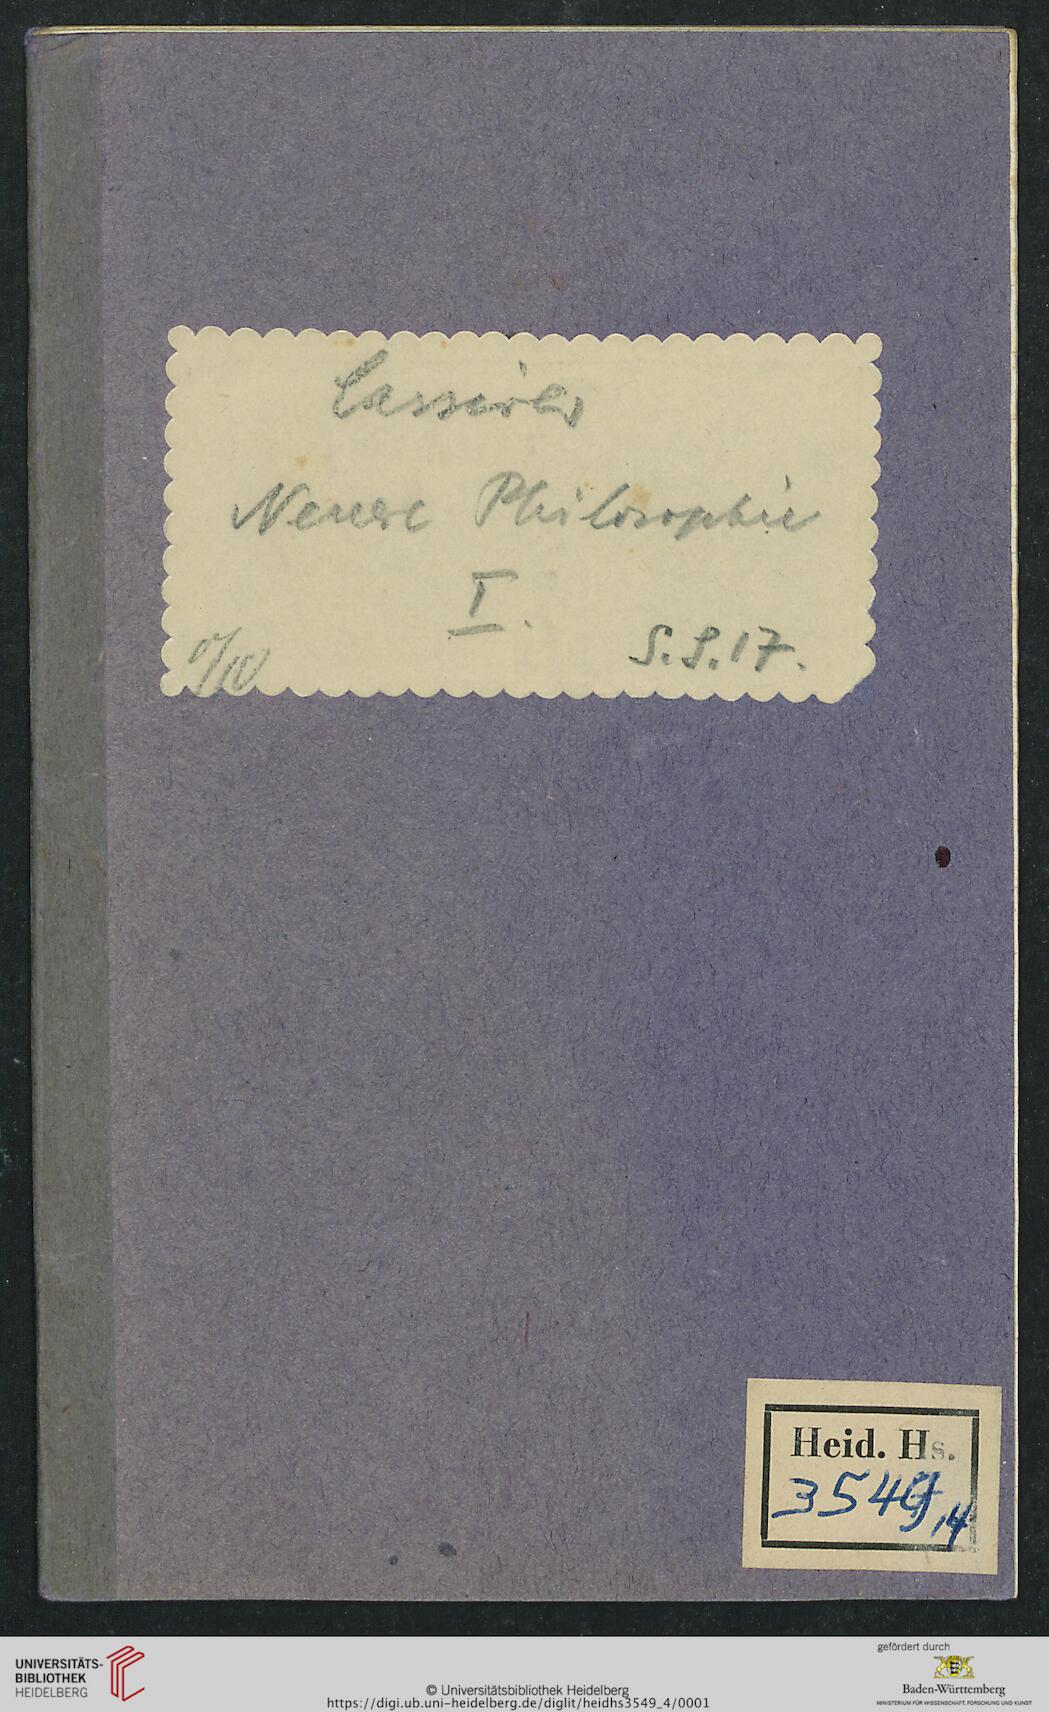 Cassirer
Neuere Philosophie
I.
S. S. 17.
Heid. Hs.
3549,4
UNIVERSITÄTS-
BIBLIOTHEK
HEIDELBERG
© Universitätsbibliothek Heidelberg
https://digi.ub.uni-heidelberg.de/diglit/heidhs3549_4/0001
gefördert durch
Baden-Württemberg
MINISTERIUM FÜR WISSENSCHAFT, FORSCHUNG UND KUNST